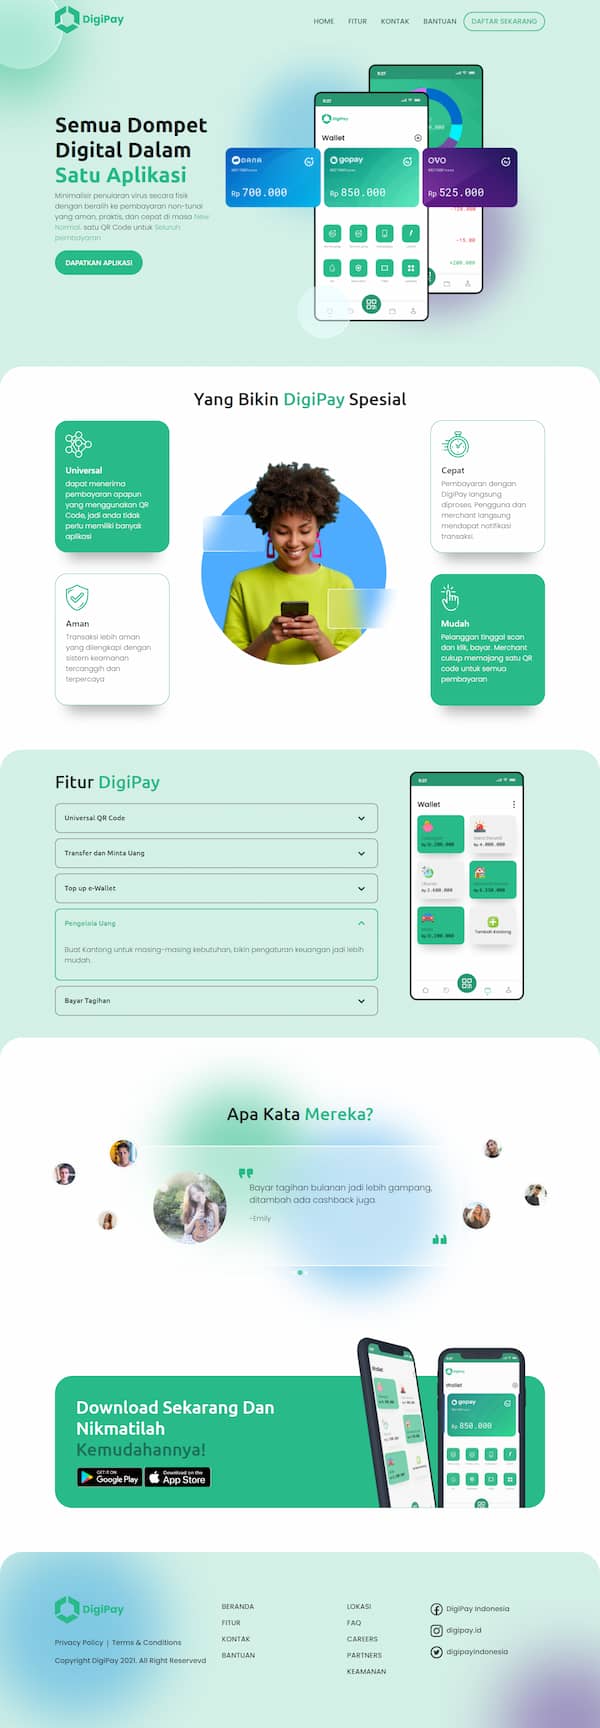 DigiPay
HOME FITUR KONTAK BANTUAN DAFTAR SEKARANG
Semua Dompet
Digital Dalam
Satu Aplikasi
Minimalisir penularan virus secara fisik
dengan beralih ke pembayaran non-tunai
yang aman, praktis, dan cepat di masa New
Normal. satu QR Code untuk Seluruh
pembayaran
DAPATKAN APLIKASI
9:27
9:27
DigiPay
Wallet
DANA
Rp 700.000
gopay
Rp 850.000
OVO
Rp 525.000
-15.00
+200.000
Yang Bikin DigiPay Spesial
Universal
dapat menerima
pembayaran apapun
yang menggunakan QR
Code, jadi anda tidak
perlu memiliki banyak
aplikasi
Cepat
Pembayaran dengan
DigiPay langsung
diproses. Pengguna dan
merchant langsung
mendapat notifikasi
transaksi.
Aman
Transaksi lebih aman
yang dilengkapi dengan
sistem keamanan
tercanggih dan
terpercaya
Mudah
Pelanggan tinggal scan
dan klik, bayar. Merchant
cukup memajang satu QR
code untuk semua
pembayaran
Fitur DigiPay
Universal QR Code
Transfer dan Minta Uang
Top up e-Wallet
Pengelola Uang
Buat Kantong untuk masing-masing kebutuhan, bikin pengaturan keuangan jadi lebih
mudah.
Bayar Tagihan
9:27
Wallet
Tambah Kantong
Apa Kata Mereka?
Bayar tagihan bulanan jadi lebih gampang,
ditambah ada cashback juga.
-Emily
Download Sekarang Dan
Nikmatilah
Kemudahannya!
GET IT ON
Google Play
Download on the
App Store
Wallet
DigiPay
Wallet
gopay
Rp 850.000
DigiPay
Privacy Policy | Terms & Conditions
Copyright DigiPay 2021. All Right Reservevd
BERANDA
FITUR
KONTAK
BANTUAN
LOKASI
FAQ
CAREERS
PARTNERS
KEAMANAN
DigiPay Indonesia
digipay.id
digipayindonesia